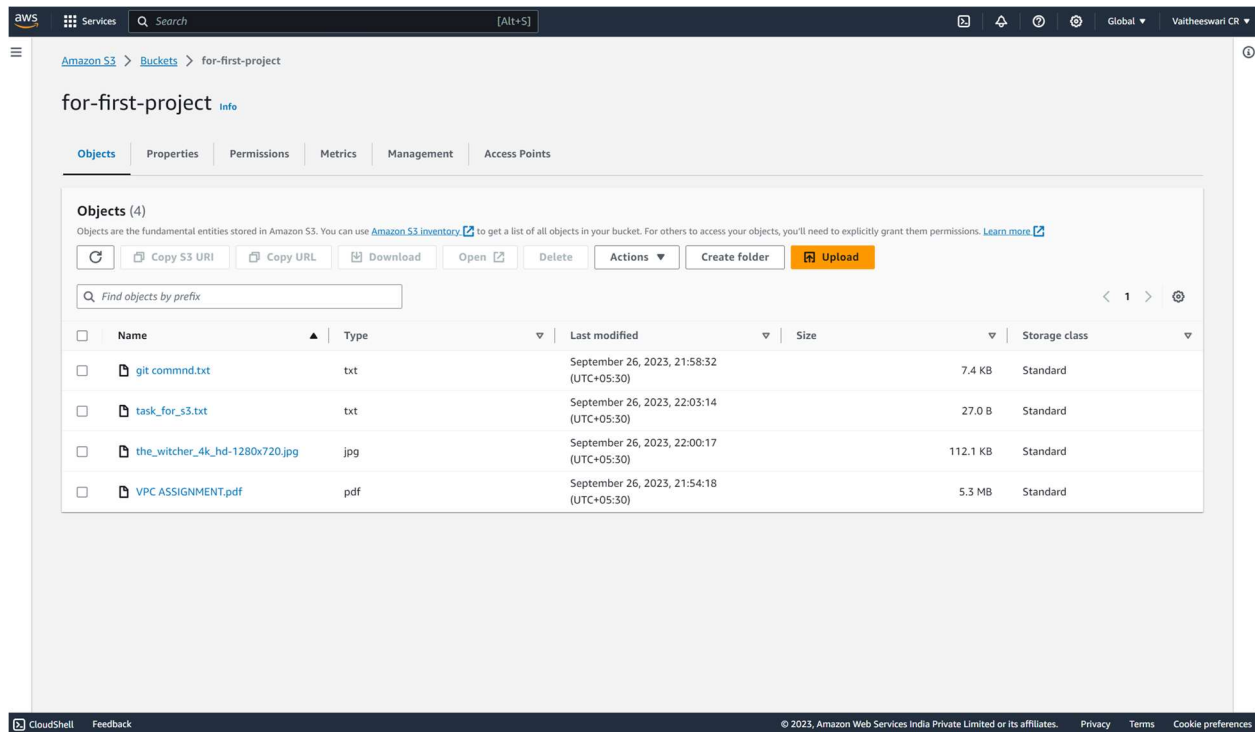 aws Services Search [Alt+S] Global Vaitheeswari CR
Amazon S3 > Buckets > for-first-project
for-first-project Info
Objects Properties Permissions Metrics Management Access Points
Objects (4)
Objects are the fundamental entities stored in Amazon S3. You can use Amazon S3 inventory to get a list of all objects in your bucket. For others to access your objects, you'll need to explicitly grant them permissions. Learn more
Copy S3 URI Copy URL Download Open Delete Actions Create folder Upload
Find objects by prefix 1
Name Type Last modified Size Storage class
git commnd.txt txt September 26, 2023, 21:58:32 7.4 KB Standard
(UTC+05:30)
task_for_s3.txt txt September 26, 2023, 22:03:14 27.0 B Standard
(UTC+05:30)
the_witcher_4k_hd-1280x720.jpg jpg September 26, 2023, 22:00:17 112.1 KB Standard
(UTC+05:30)
VPC ASSIGNMENT.pdf pdf September 26, 2023, 21:54:18 5.3 MB Standard
(UTC+05:30)
CloudShell Feedback © 2023, Amazon Web Services India Private Limited or its affiliates. Privacy Terms Cookie preferences